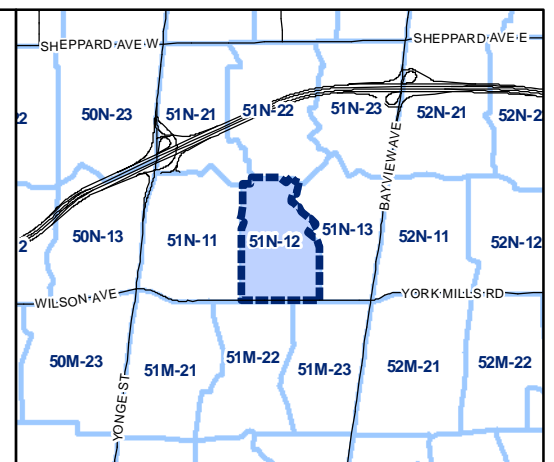 SHEPPARD AVE W
SHEPPARD AVE E
2
50N-23
51N-21
51N-22
51N-23
52N-21
52N-2
BAYVIEW AVE
2
50N-13
51N-11
51N-12
51N-13
52N-11
52N-12
WILSON AVE
YORK MILLS RD
50M-23
51M-21
51M-22
51M-23
52M-21
52M-22
YONGE ST